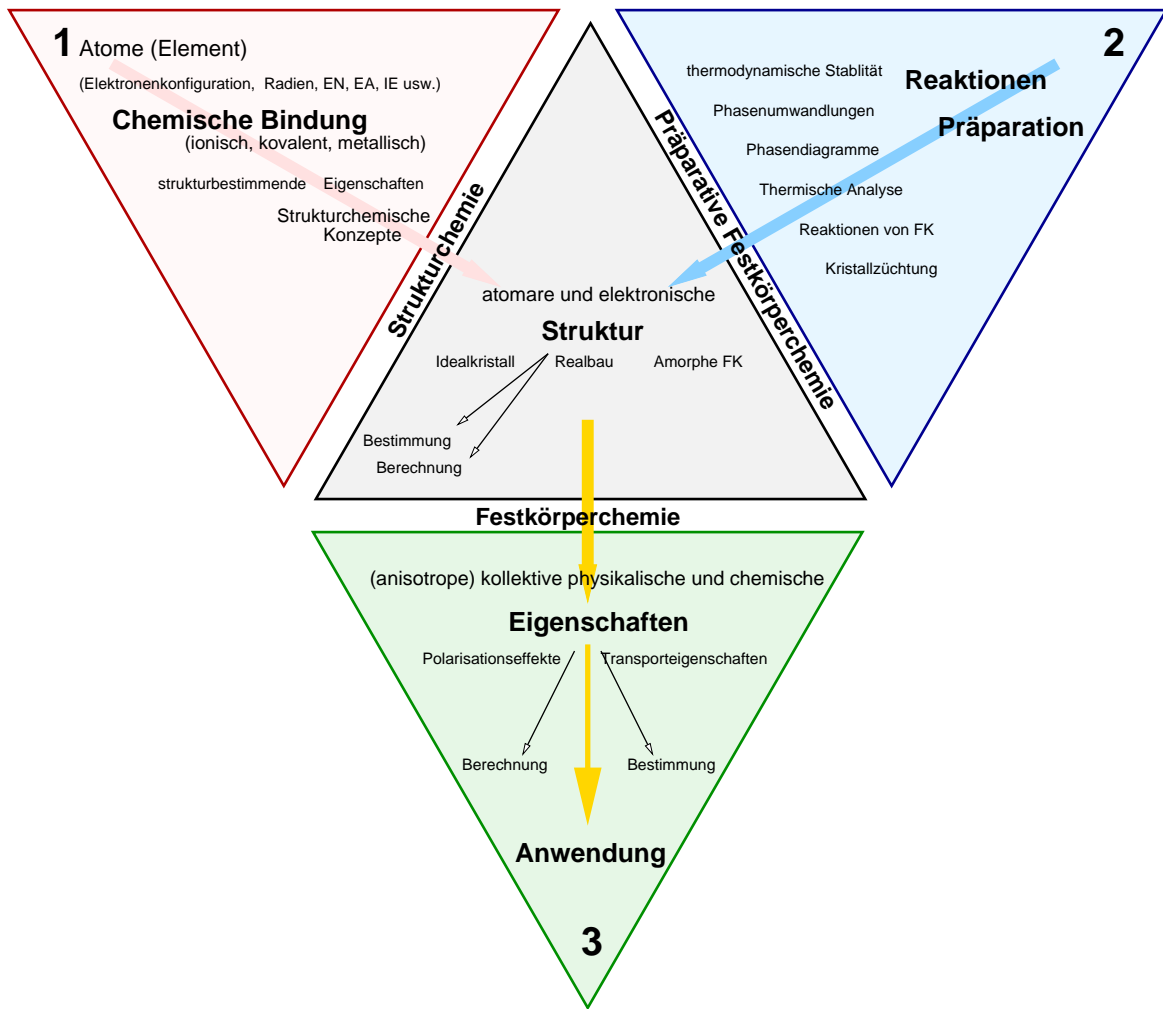 1 Atome (Element)
(Elektronenkonfiguration, Radien, EN, EA, IE usw.)
Chemische Bindung
(ionisch, kovalent, metallisch)
strukturbestimmende Eigenschaften
Strukturchemische
Konzepte
Strukturchemie
2
thermodynamische Stablität
Reaktionen
Phasenumwandlungen
Präparation
Phasendiagramme
Thermische Analyse
Reaktionen von FK
Kristallzüchtung
Präparative Festkörperchemie
atomare und elektronische
Struktur
Idealkristall Realbau Amorphe FK
Bestimmung
Berechnung
Festkörperchemie
(anisotrope) kollektive physikalische und chemische
Eigenschaften
Polarisationseffekte Transporteigenschaften
Berechnung Bestimmung
Anwendung
3